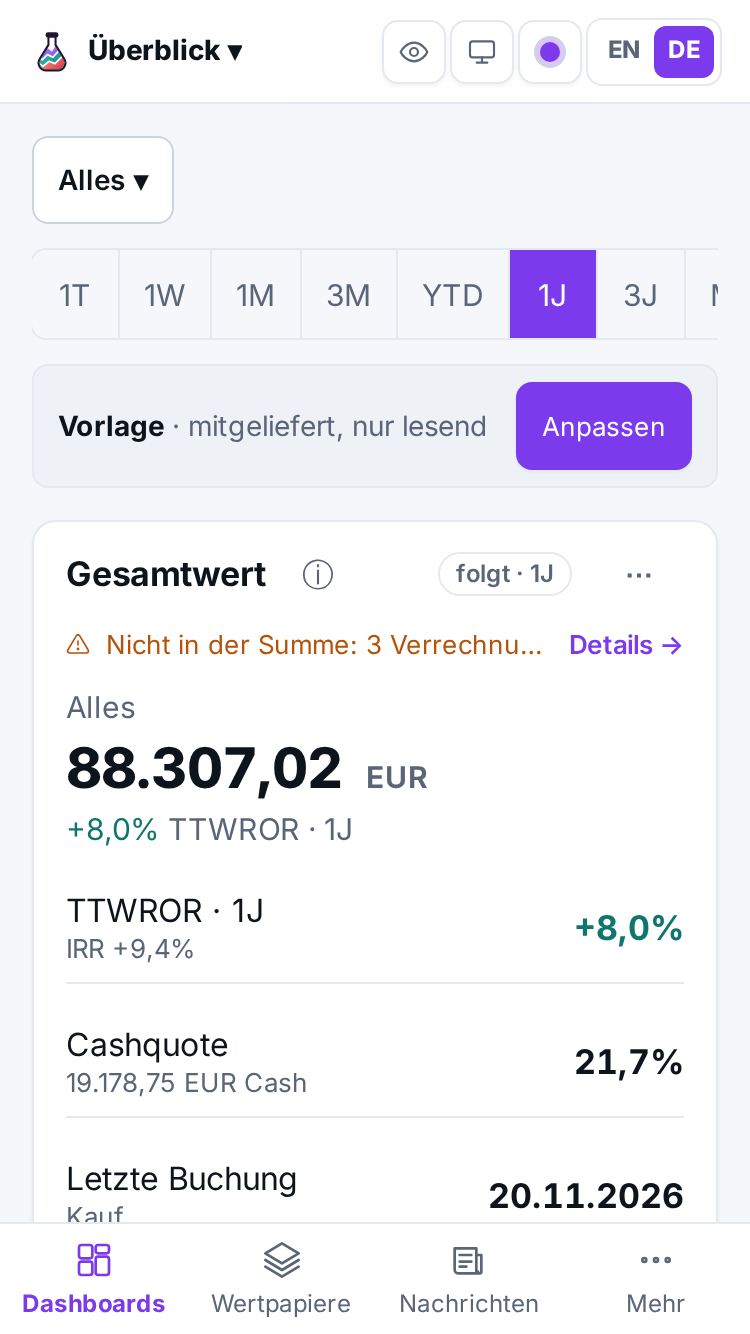 Überblick ▾
EN DE
Alles ▾
1T 1W 1M 3M YTD 1J 3J
Vorlage · mitgeliefert, nur lesend Anpassen
Gesamtwert ⓘ folgt · 1J ···
⚠ Nicht in der Summe: 3 Verrechnu... Details →
Alles
88.307,02 EUR
+8,0% TTWROR · 1J
TTWROR · 1J
+8,0%
IRR +9,4%
Cashquote
21,7%
19.178,75 EUR Cash
Letzte Buchung
20.11.2026
Kauf
Dashboards Wertpapiere Nachrichten Mehr